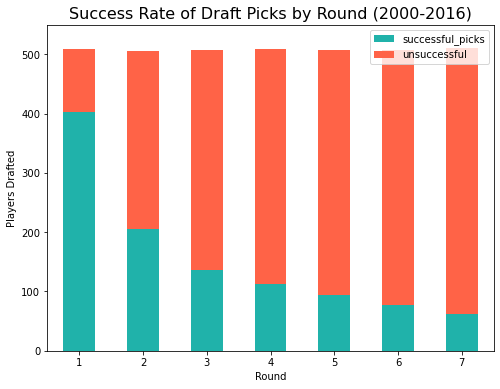 Success Rate of Draft Picks by Round (2000-2016)
successful_picks
unsuccessful
Players Drafted
500
400
300
200
100
0
1 2 3 4 5 6 7
Round